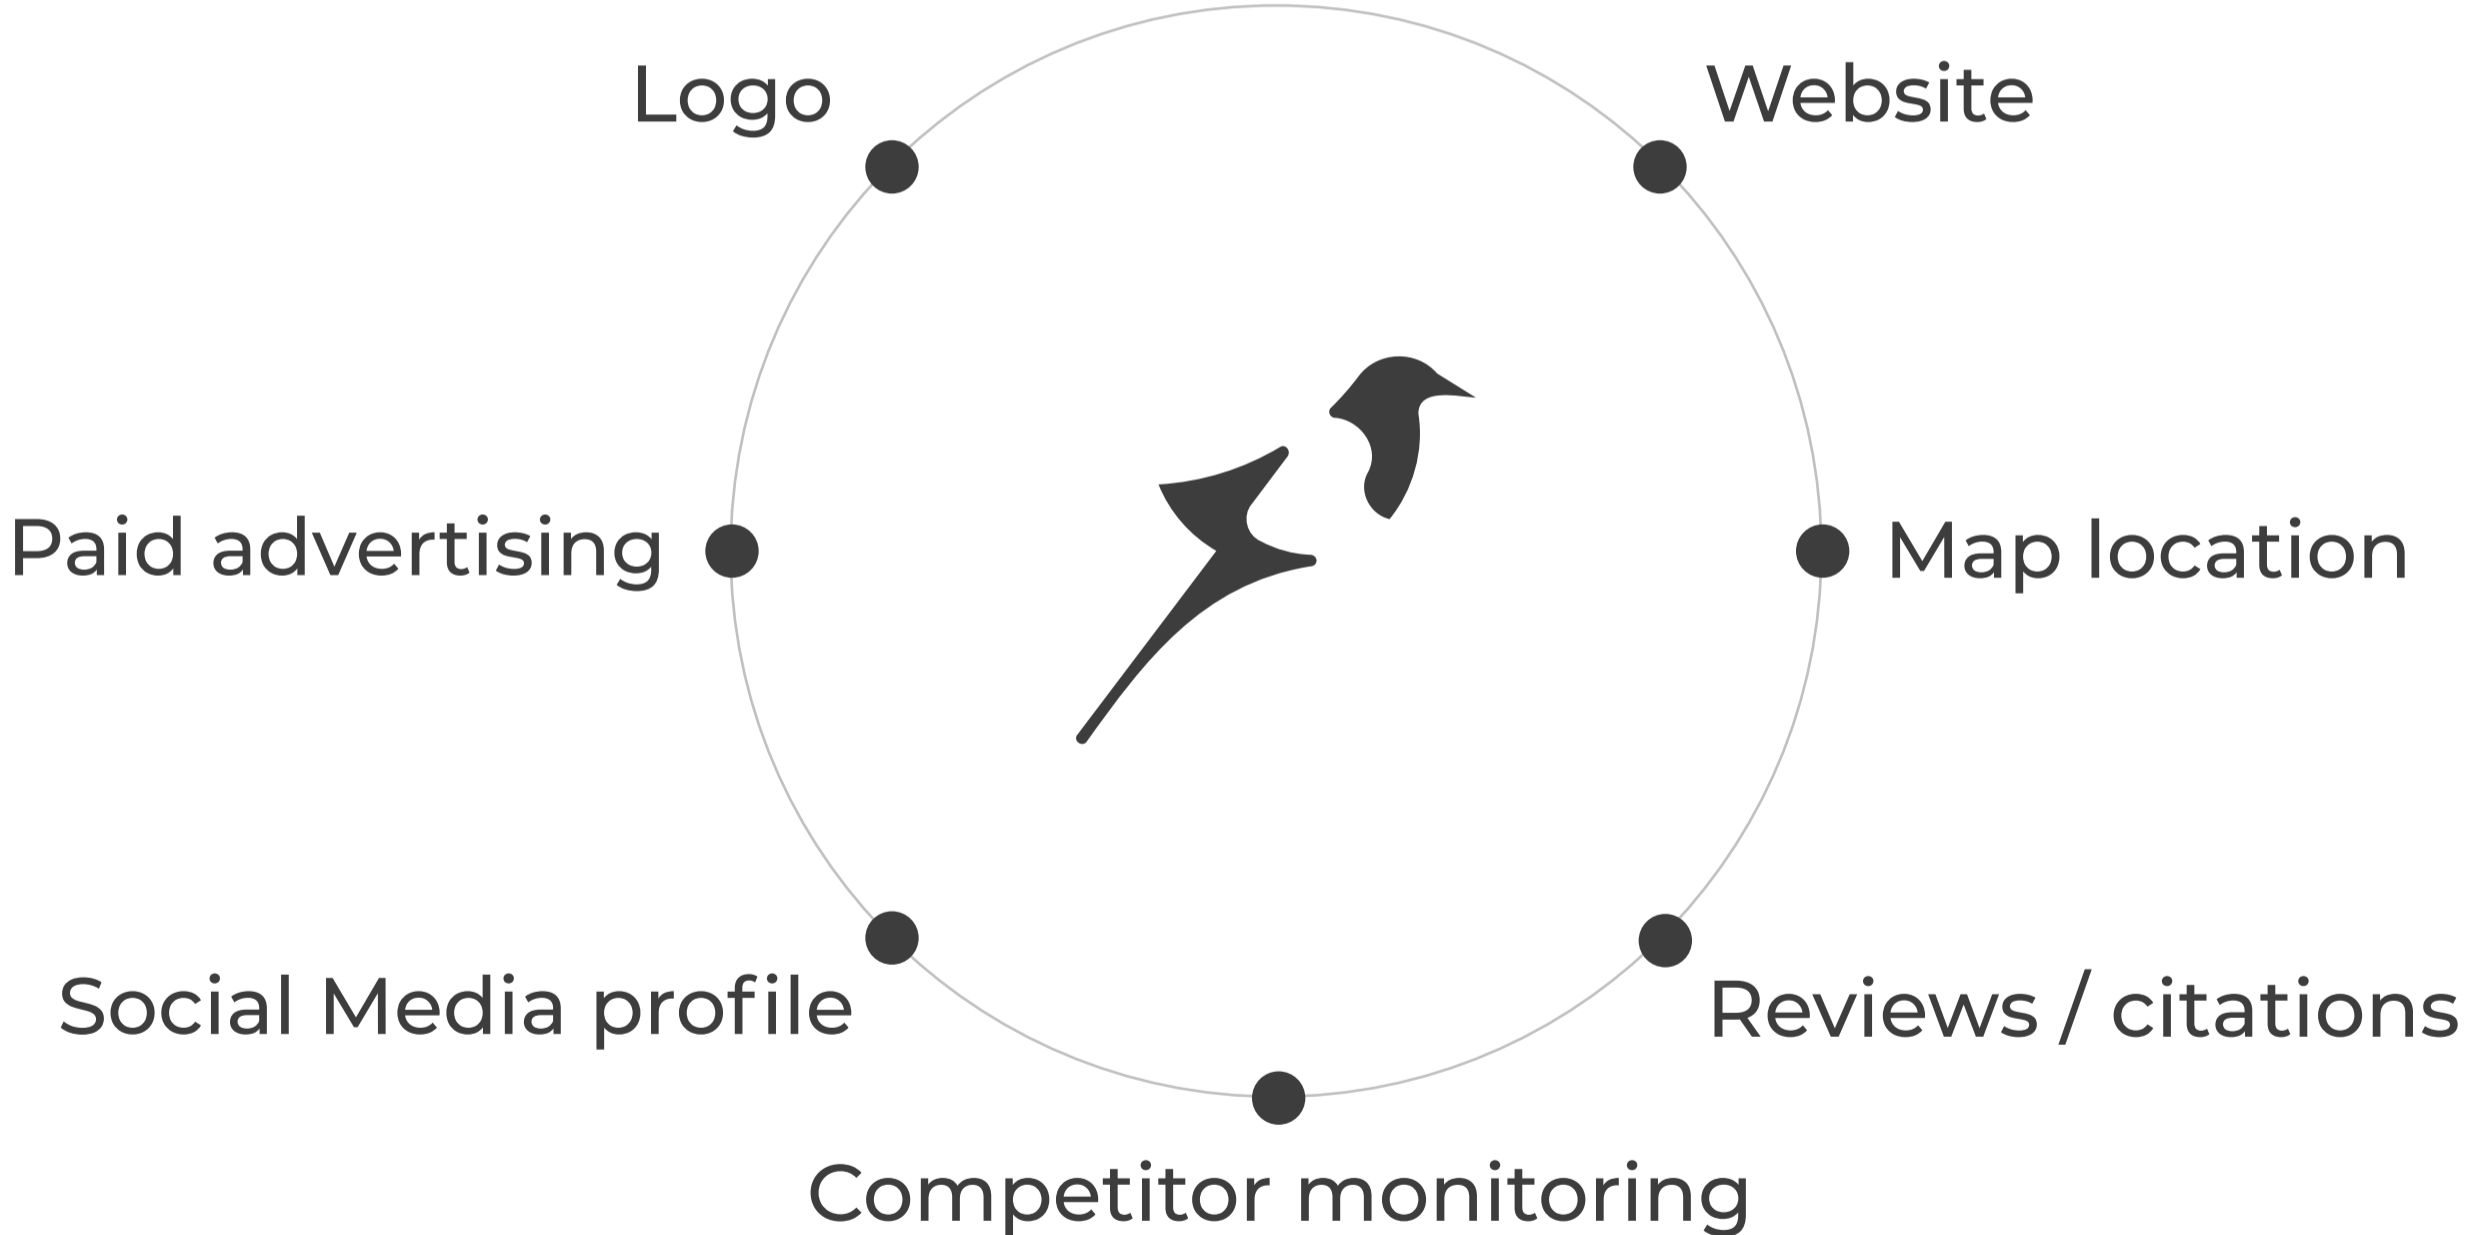 Logo
Website
Paid advertising
Map location
Social Media profile
Reviews / citations
Competitor monitoring